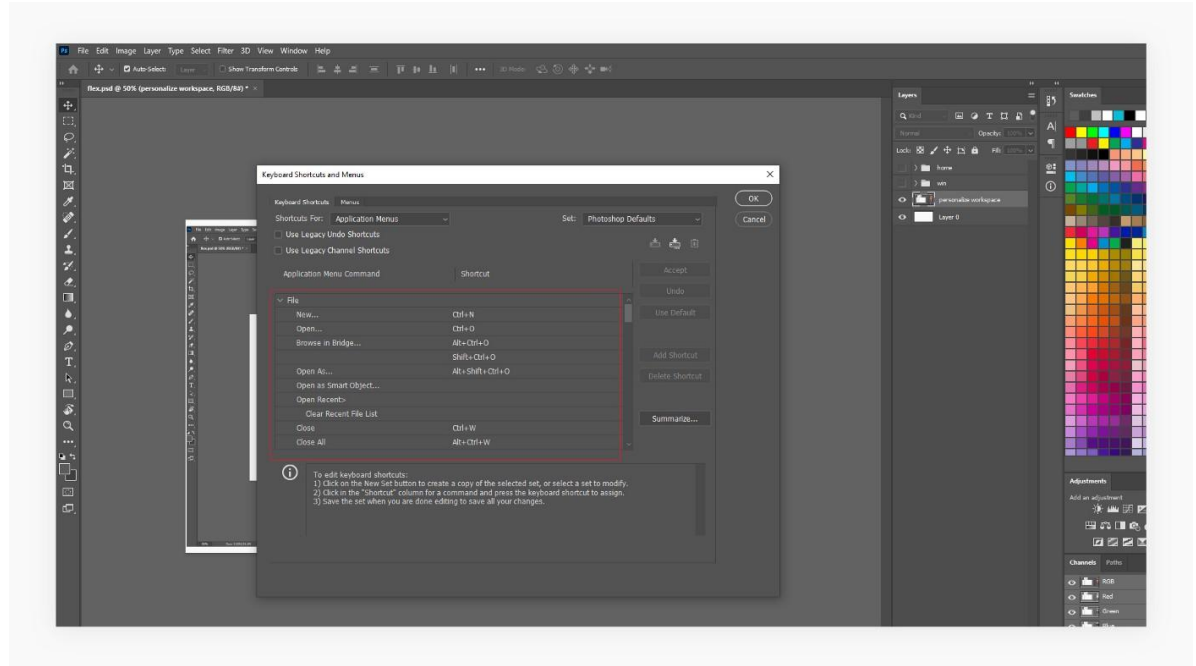 Ps File Edit Image Layer Type Select Filter 3D View Window Help
Auto-Select: Layer Show Transform Controls 3D Mode:
flex.psd @ 50% (personalize workspace, RGB/8#) * ×
Layers
Kind
Normal Opacity: 100%
Lock: Fill: 100%
frame
win
personalize workspace
Layer 0
Swatches
Adjustments
Add an adjustment
Channels Paths
RGB
Red
Green
Blue
Keyboard Shortcuts and Menus
Keyboard Shortcuts Menus
Shortcuts For: Application Menus Set: Photoshop Defaults
OK
Cancel
Use Legacy Undo Shortcuts
Use Legacy Channel Shortcuts
Application Menu Command Shortcut
File
New... Ctrl+N
Open... Ctrl+O
Browse in Bridge... Alt+Ctrl+O
Shift+Ctrl+O
Open As... Alt+Shift+Ctrl+O
Open as Smart Object...
Open Recent>
Clear Recent File List
Close Ctrl+W
Close All Alt+Ctrl+W
Accept
Undo
Use Default
Add Shortcut
Delete Shortcut
Summarize...
To edit keyboard shortcuts:
1) Click on the New Set button to create a copy of the selected set, or select a set to modify.
2) Click in the "Shortcut" column for a command and press the keyboard shortcut to assign.
3) Save the set when you are done editing to save all your changes.